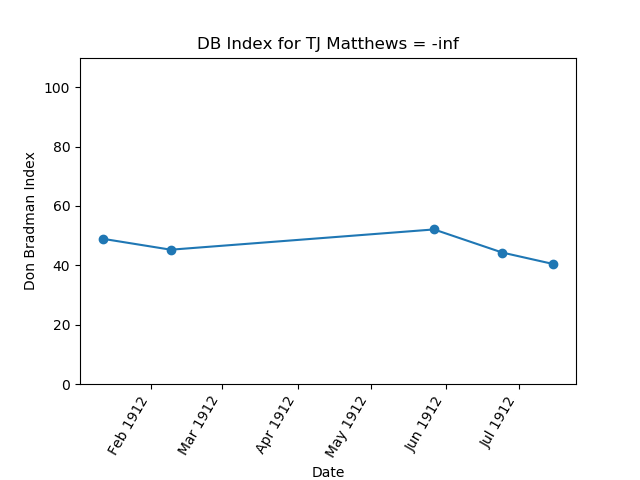 DB Index for TJ Matthews = -inf
Don Bradman Index
100
80
60
40
20
0
Feb 1912
Mar 1912
Apr 1912
May 1912
Jun 1912
Jul 1912
Date